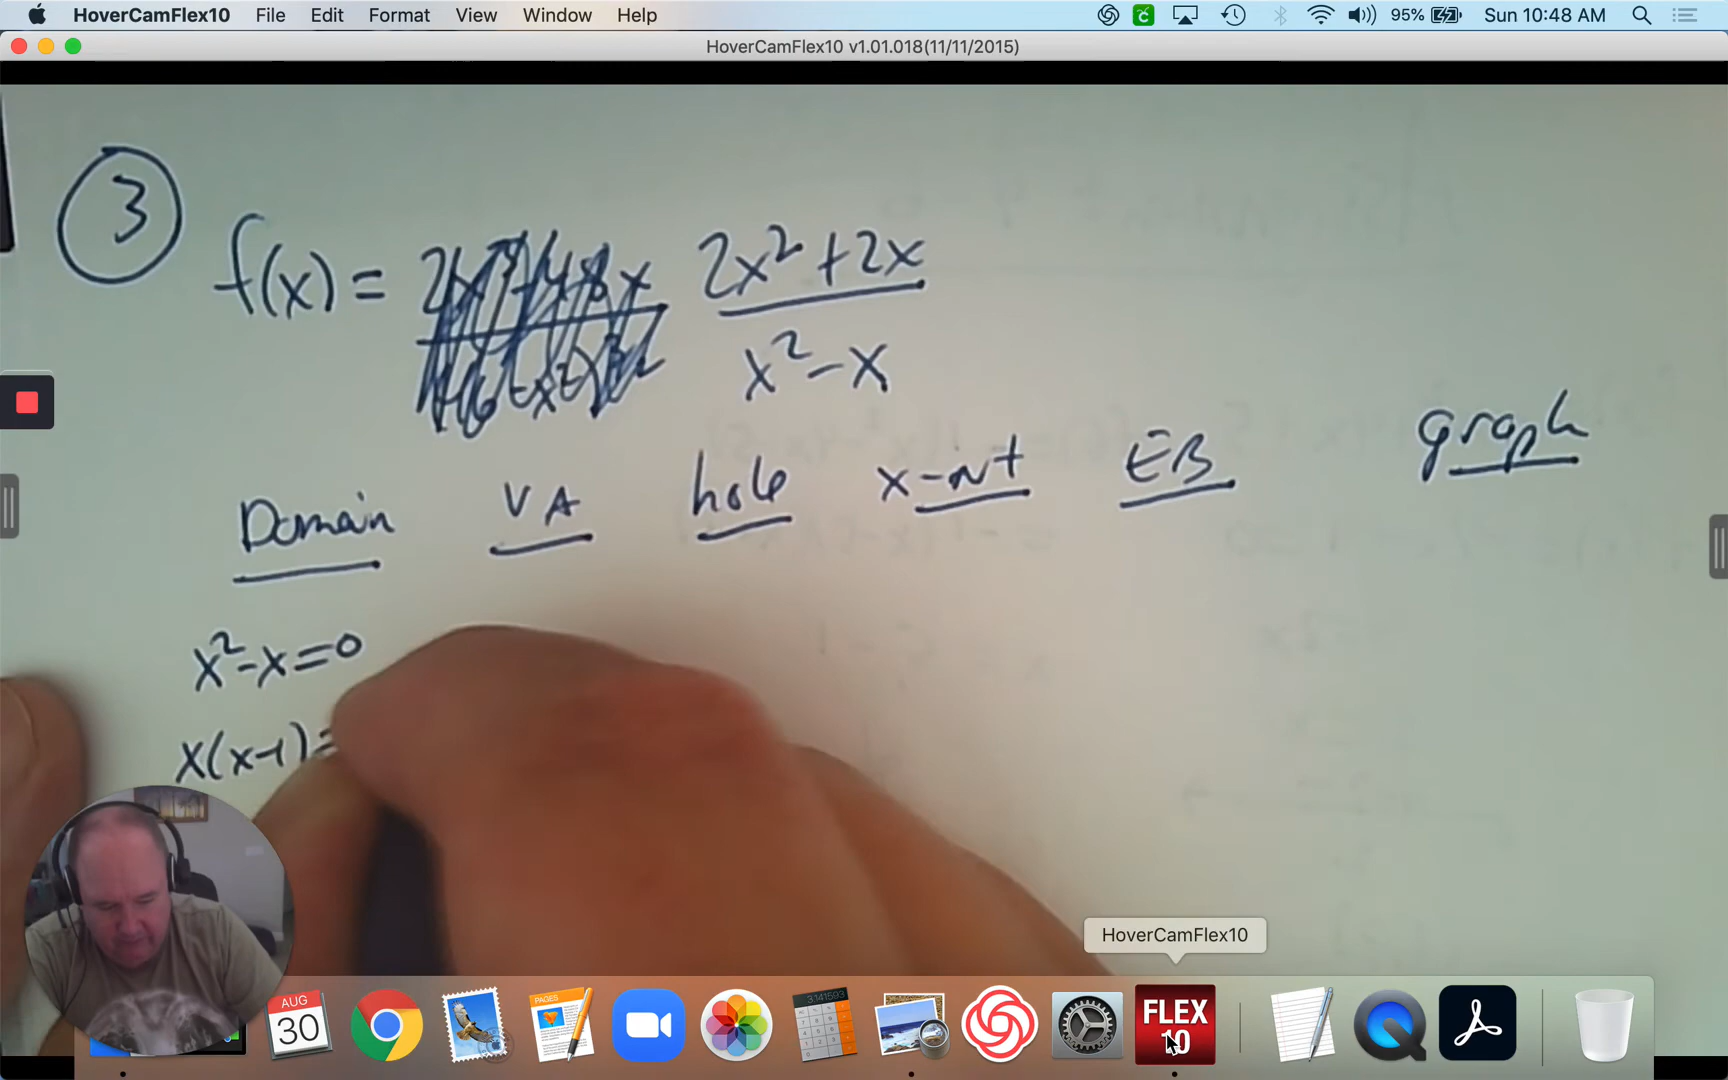 HoverCamFlex10 File Edit Format View Window Help 95% Sun 10:48 AM
HoverCamFlex10 v1.01.018(11/11/2015)
3
f(x) = 2x²+2x
x²-x
Domain VA hole x-int EB graph
x²-x=0
x(x-1)=
HoverCamFlex10
AUG
30
PAGES
3.141593
FLEX
10